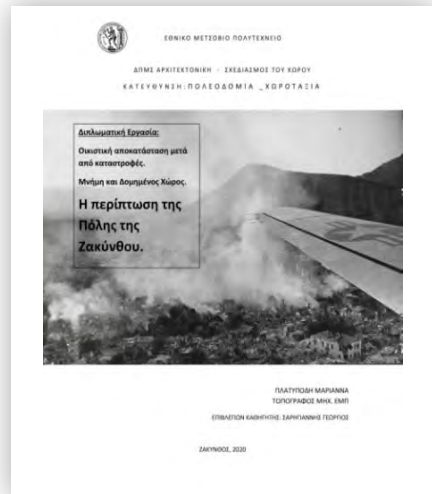 ΕΘΝΙΚΟ ΜΕΤΣΟΒΙΟ ΠΟΛΥΤΕΧΝΕΙΟ
ΔΠΜΣ ΑΡΧΙΤΕΚΤΟΝΙΚΗ - ΣΧΕΔΙΑΣΜΟΣ ΤΟΥ ΧΩΡΟΥ
ΚΑΤΕΥΘΥΝΣΗ:ΠΟΛΕΟΔΟΜΙΑ _ΧΩΡΟΤΑΞΙΑ
Διπλωματική Εργασία:
Οικιστική αποκατάσταση μετά
από καταστροφές.
Μνήμη και Δομημένος Χώρος.
Η περίπτωση της
Πόλης της
Ζακύνθου.
ΠΛΑΤΥΠΟΔΗ ΜΑΡΙΑΝΝΑ
ΤΟΠΟΓΡΑΦΟΣ ΜΗΧ. ΕΜΠ
ΕΠΙΒΛΕΠΩΝ ΚΑΘΗΓΗΤΗΣ: ΣΑΡΗΓΙΑΝΝΗΣ ΓΕΩΡΓΙΟΣ
ΖΑΚΥΝΘΟΣ, 2020